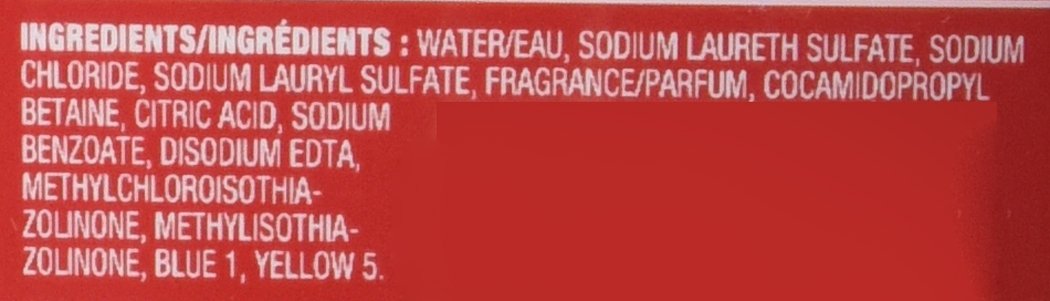 INGREDIENTS/INGRÉDIENTS : WATER/EAU, SODIUM LAURETH SULFATE, SODIUM
CHLORIDE, SODIUM LAURYL SULFATE, FRAGRANCE/PARFUM, COCAMIDOPROPYL
BETAINE, CITRIC ACID, SODIUM
BENZOATE, DISODIUM EDTA,
METHYLCHLOROISOTHIA-
ZOLINONE, METHYLISOTHIA-
ZOLINONE, BLUE 1, YELLOW 5.